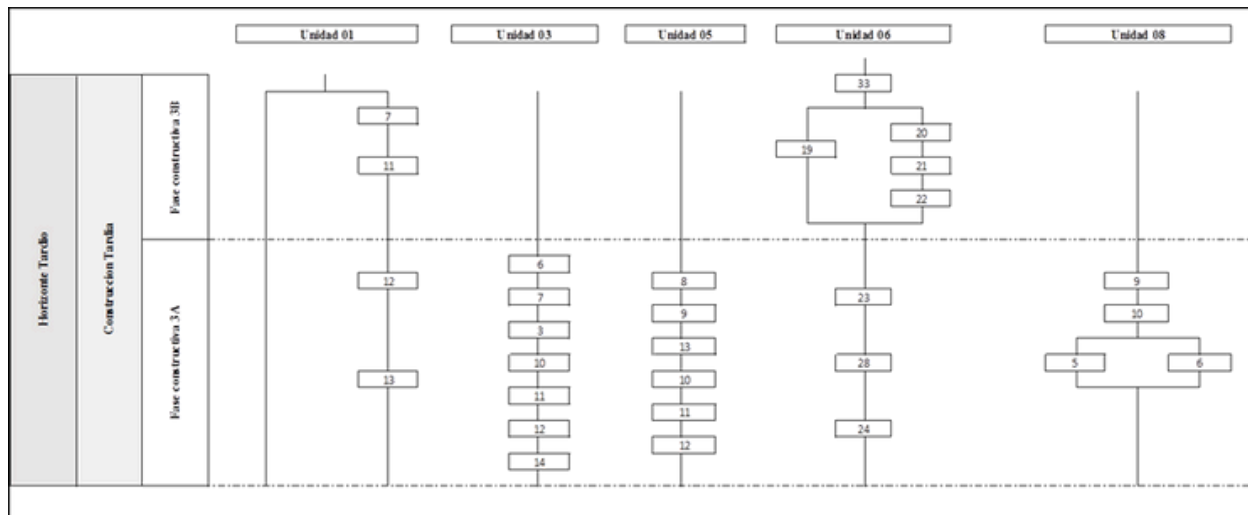 Unidad 01 Unidad 03 Unidad 05 Unidad 06 Unidad 08
Horizonte Tardío
Construccion Tardía
Fase constructiva 3B
33
7
20
19
11 21
22
Fase constructiva 3A
6
12 8 9
7 23
9 10
3
13
10 28 5 6
13 10
11
11
12 24
12
14